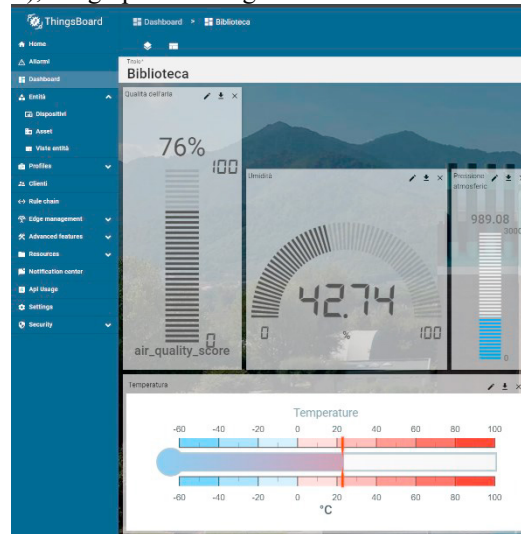 ThingsBoard
Dashboard > Biblioteca
Home
Allarmi
Dashboard
Entità
Dispositivi
Asset
Vista entità
Profiles
Clienti
Rule chain
Edge management
Advanced features
Resources
Notification center
Api Usage
Settings
Security
Titolo*
Biblioteca
Qualità dell'aria
76%
100
0
air_quality_score
Umidità
42.74
0
%
100
Pressione
atmosferic
989.08
3000
0
Temperatura
Temperature
-60 -40 -20 0 20 40 60 80 100
-60 -40 -20 0 20 40 60 80 100
°C